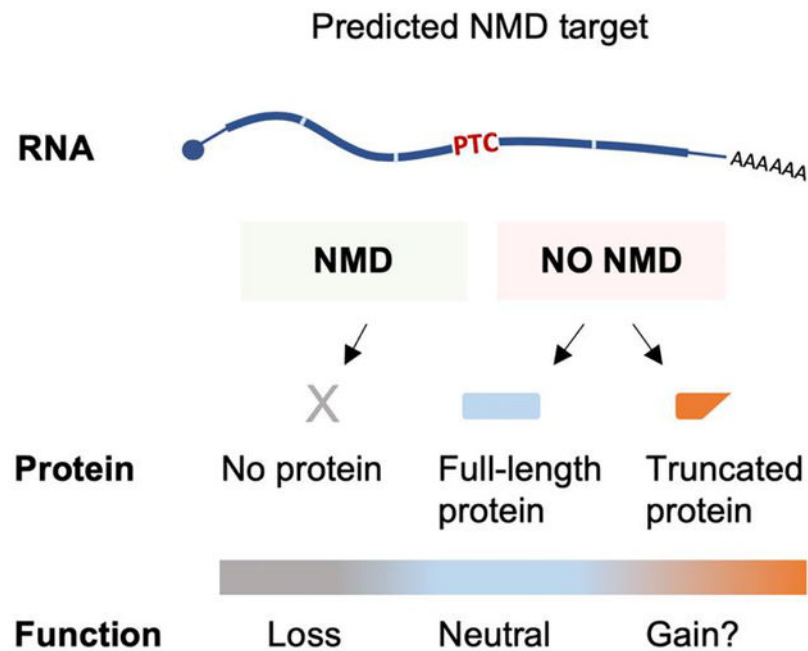 Predicted NMD target
RNA
PTC
AAAAAA
NMD
NO NMD
X
Protein
No protein
Full-length
protein
Truncated
protein
Function
Loss
Neutral
Gain?